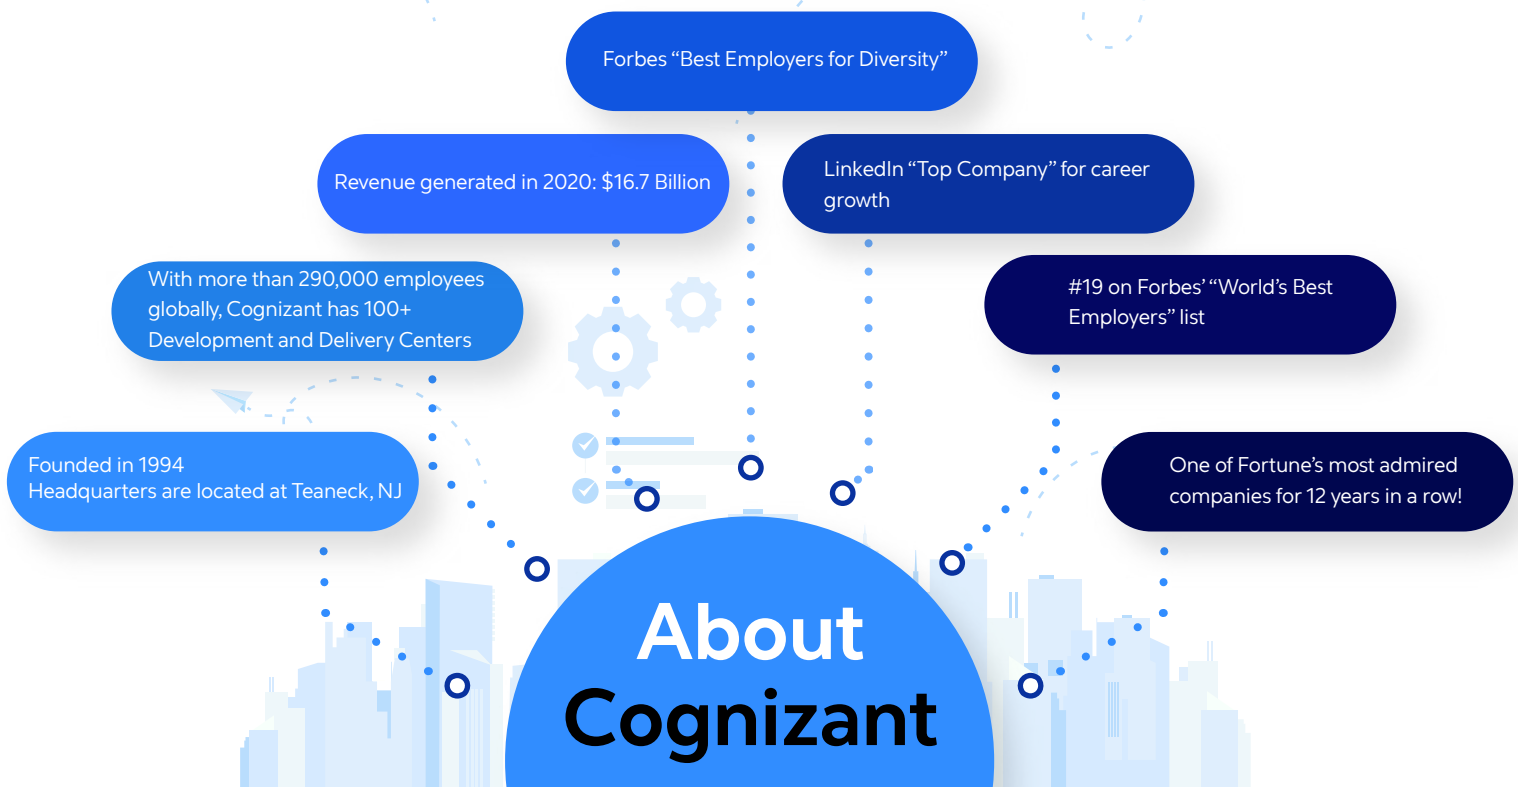 Forbes “Best Employers for Diversity”
Revenue generated in 2020: $16.7 Billion
LinkedIn “Top Company” for career
growth
With more than 290,000 employees
globally, Cognizant has 100+
Development and Delivery Centers
#19 on Forbes’ “World’s Best
Employers” list
Founded in 1994
Headquarters are located at Teaneck, NJ
One of Fortune’s most admired
companies for 12 years in a row!
About
Cognizant